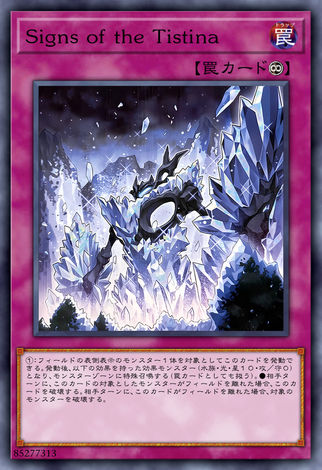 Signs of the Tistina
トラップ
罠
【罠カード♾】
①:フィールドの表側表示のモンスター１体を対象としてこのカードを発動で
きる。発動後、以下の効果を持った効果モンスター(水族・光・星１０・攻／守０)
となり、モンスターゾーンに特殊召喚する(罠カードとしても扱う)。●相手タ
ーンに、このカードの対象としたモンスターがフィールドを離れた場合、このカー
ドを破壊する。相手ターンに、このカードがフィールドを離れた場合、対象のモン
スターを破壊する。
85277313